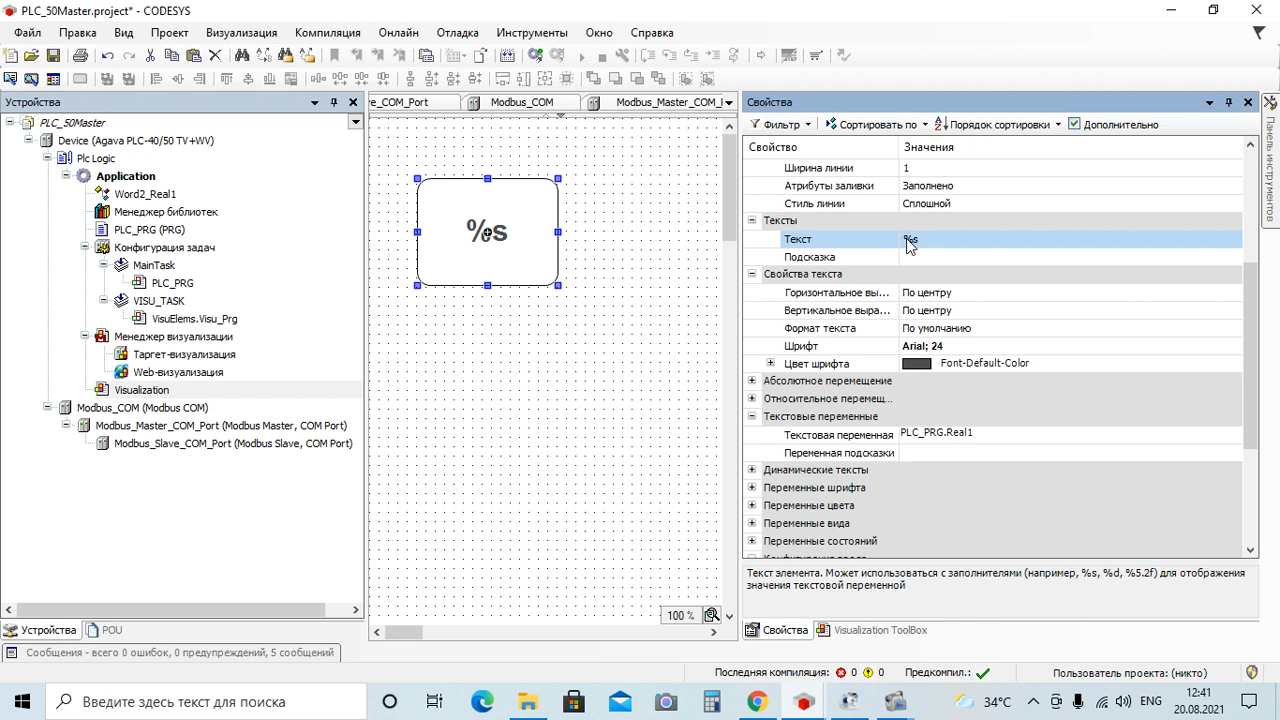 PLC_50Master.project* - CODESYS
Файл Правка Вид Проект Визуализация Компиляция Онлайн Отладка Инструменты Окно Справка
Устройства
PLC_50Master
Device (Agava PLC-40/50 TV+WV)
Plc Logic
Application
Word2_Real1
Менеджер библиотек
PLC_PRG (PRG)
Конфигурация задач
MainTask
PLC_PRG
VISU_TASK
VisuElems.Visu_Prg
Менеджер визуализации
Таргет-визуализация
Web-визуализация
Visualization
Modbus_COM (Modbus COM)
Modbus_Master_COM_Port (Modbus Master, COM Port)
Modbus_Slave_COM_Port (Modbus Slave, COM Port)
Устройства POU
Сообщения - всего 0 ошибок, 0 предупреждений, 5 сообщений
ve_COM_Port Modbus_COM Modbus_Master_COM_
%s
100 %
Свойства
Фильтр Сортировать по Порядок сортировки Дополнительно
Свойство Значения
Ширина линии 1
Атрибуты заливки Заполнено
Стиль линии Сплошной
Тексты
Текст %s
Подсказка
Свойства текста
Горизонтальное вы... По центру
Вертикальное выра... По центру
Формат текста По умолчанию
Шрифт Arial; 24
Цвет шрифта Font-Default-Color
Абсолютное перемещение
Относительное перемещ...
Текстовые переменные
Текстовая переменная PLC_PRG.Real1
Переменная подсказки
Динамические тексты
Переменные шрифта
Переменные цвета
Переменные вида
Переменные состояний
Текст элемента. Может использоваться с заполнителями (например, %s, %d, %5.2f) для отображения
значения текстовой переменной
Свойства Visualization ToolBox
Панель инструментов
Последняя компиляция: 0 0 Предкомпил.: Пользователь проекта: (никто)
Введите здесь текст для поиска
34°C ENG 12:41
20.08.2021